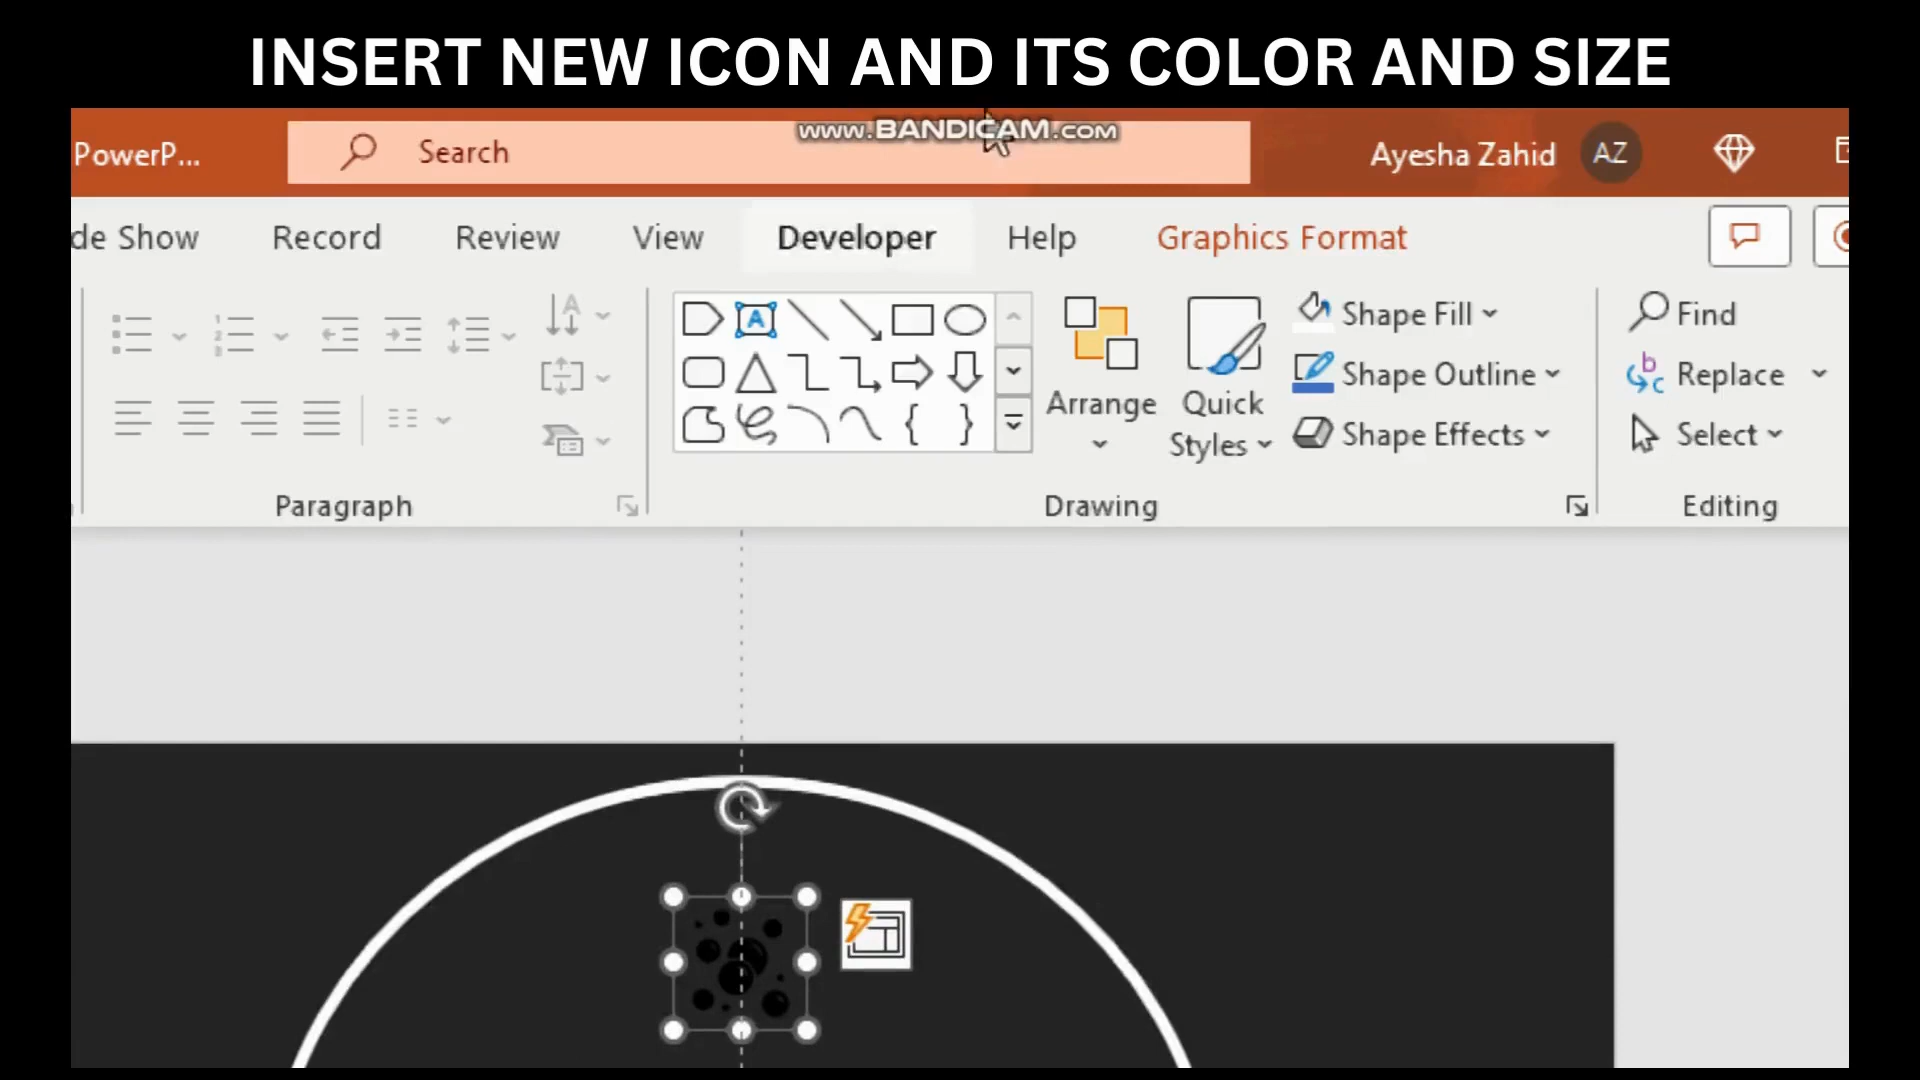 INSERT NEW ICON AND ITS COLOR AND SIZE
PowerP...
Search
www.BANDICAM.com
Ayesha Zahid
AZ
de Show
Record
Review
View
Developer
Help
Graphics Format
Arrange
Quick
Styles
Shape Fill
Shape Outline
Shape Effects
Find
Replace
Select
Paragraph
Drawing
Editing